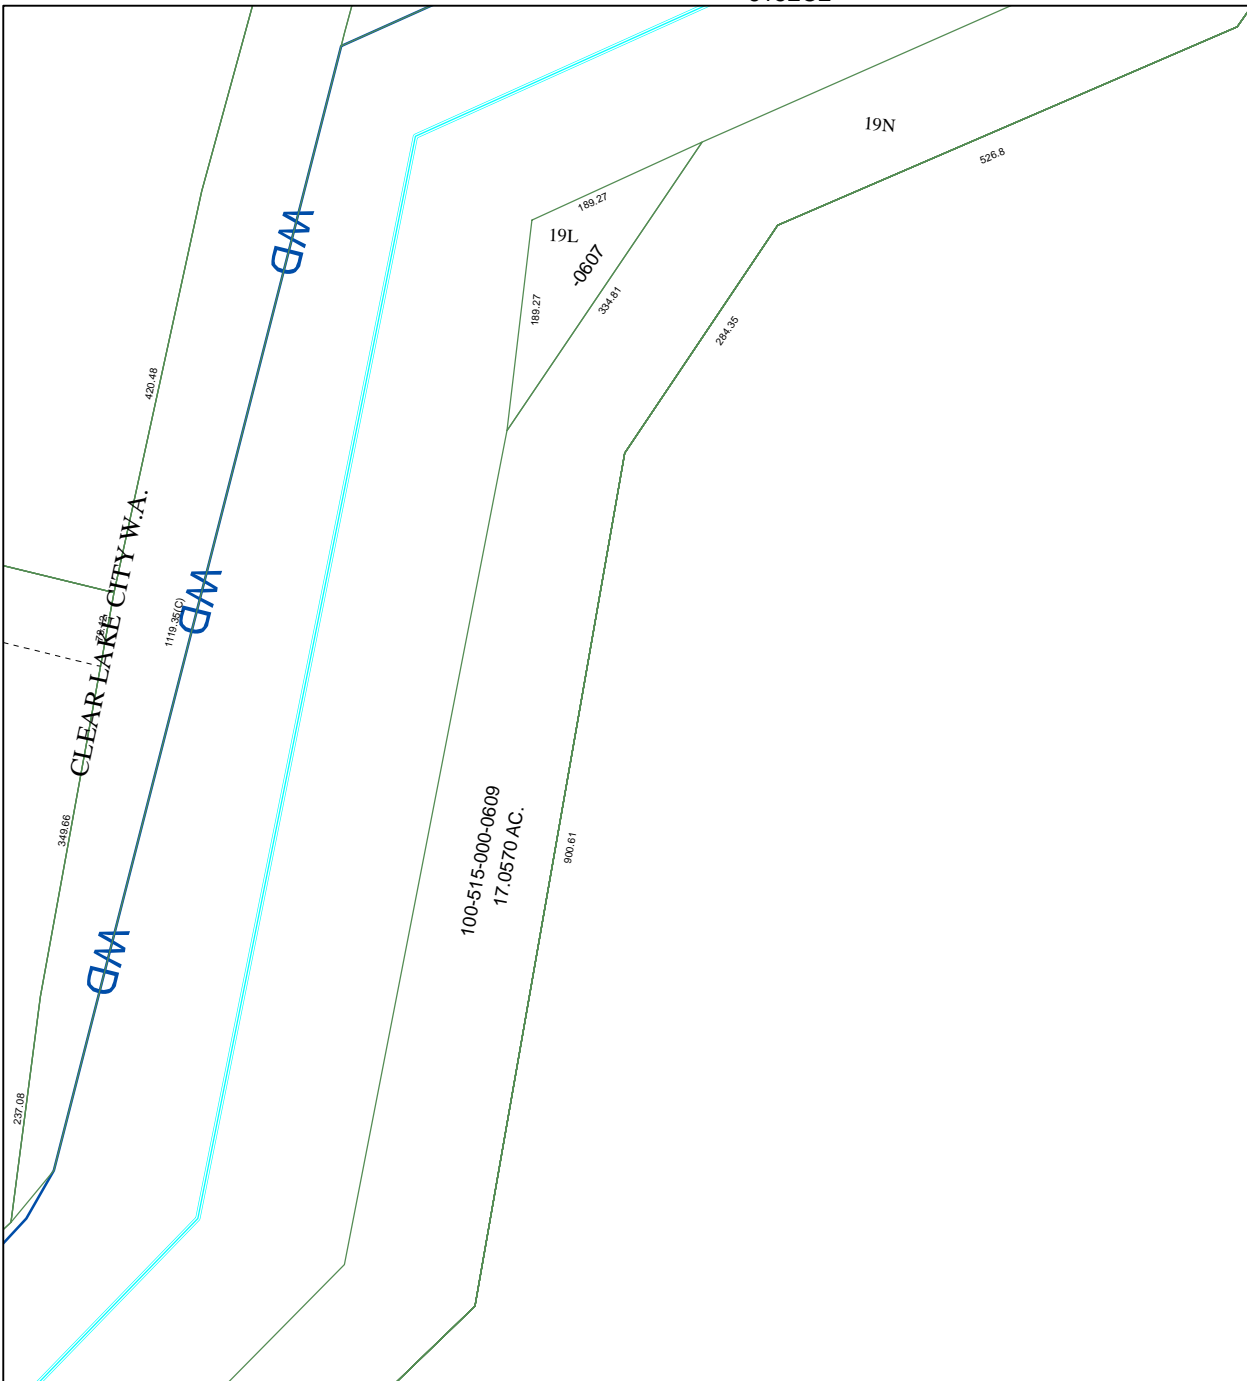 19N
526.8
189.27
19L
-0607
WD
189.27
334.81
284.35
420.48
CLEAR LAKE CITY W.A.
WD
1119.35(C)
349.66
100-515-000-0609
17.0570 AC.
900.61
WD
237.08